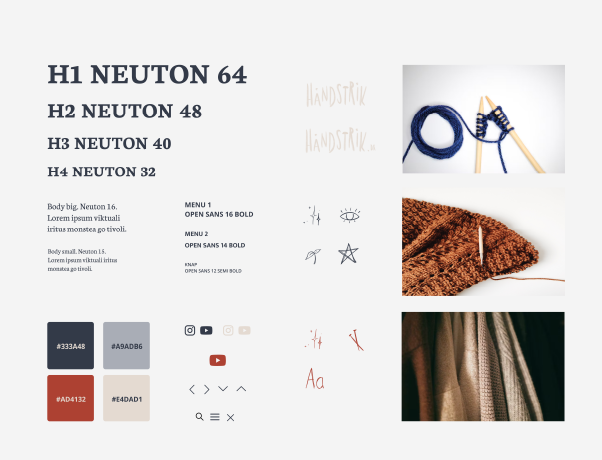 H1 NEUTON 64
H2 NEUTON 48
H3 NEUTON 40
H4 NEUTON 32
Body big. Neuton 16.
Lorem ipsum viktuali
iritus monstea go tivoli.
Body small. Neuton 15.
Lorem ipsum viktuali iritus
monstea go tivoli.
MENU 1
OPEN SANS 16 BOLD
MENU 2
OPEN SANS 14 BOLD
KNAP
OPEN SANS 12 SEMI BOLD
HÅNDSTRIK
HÅNDSTRIK
#333A48
#A9ADB6
#AD4132
#E4DAD1
Aa